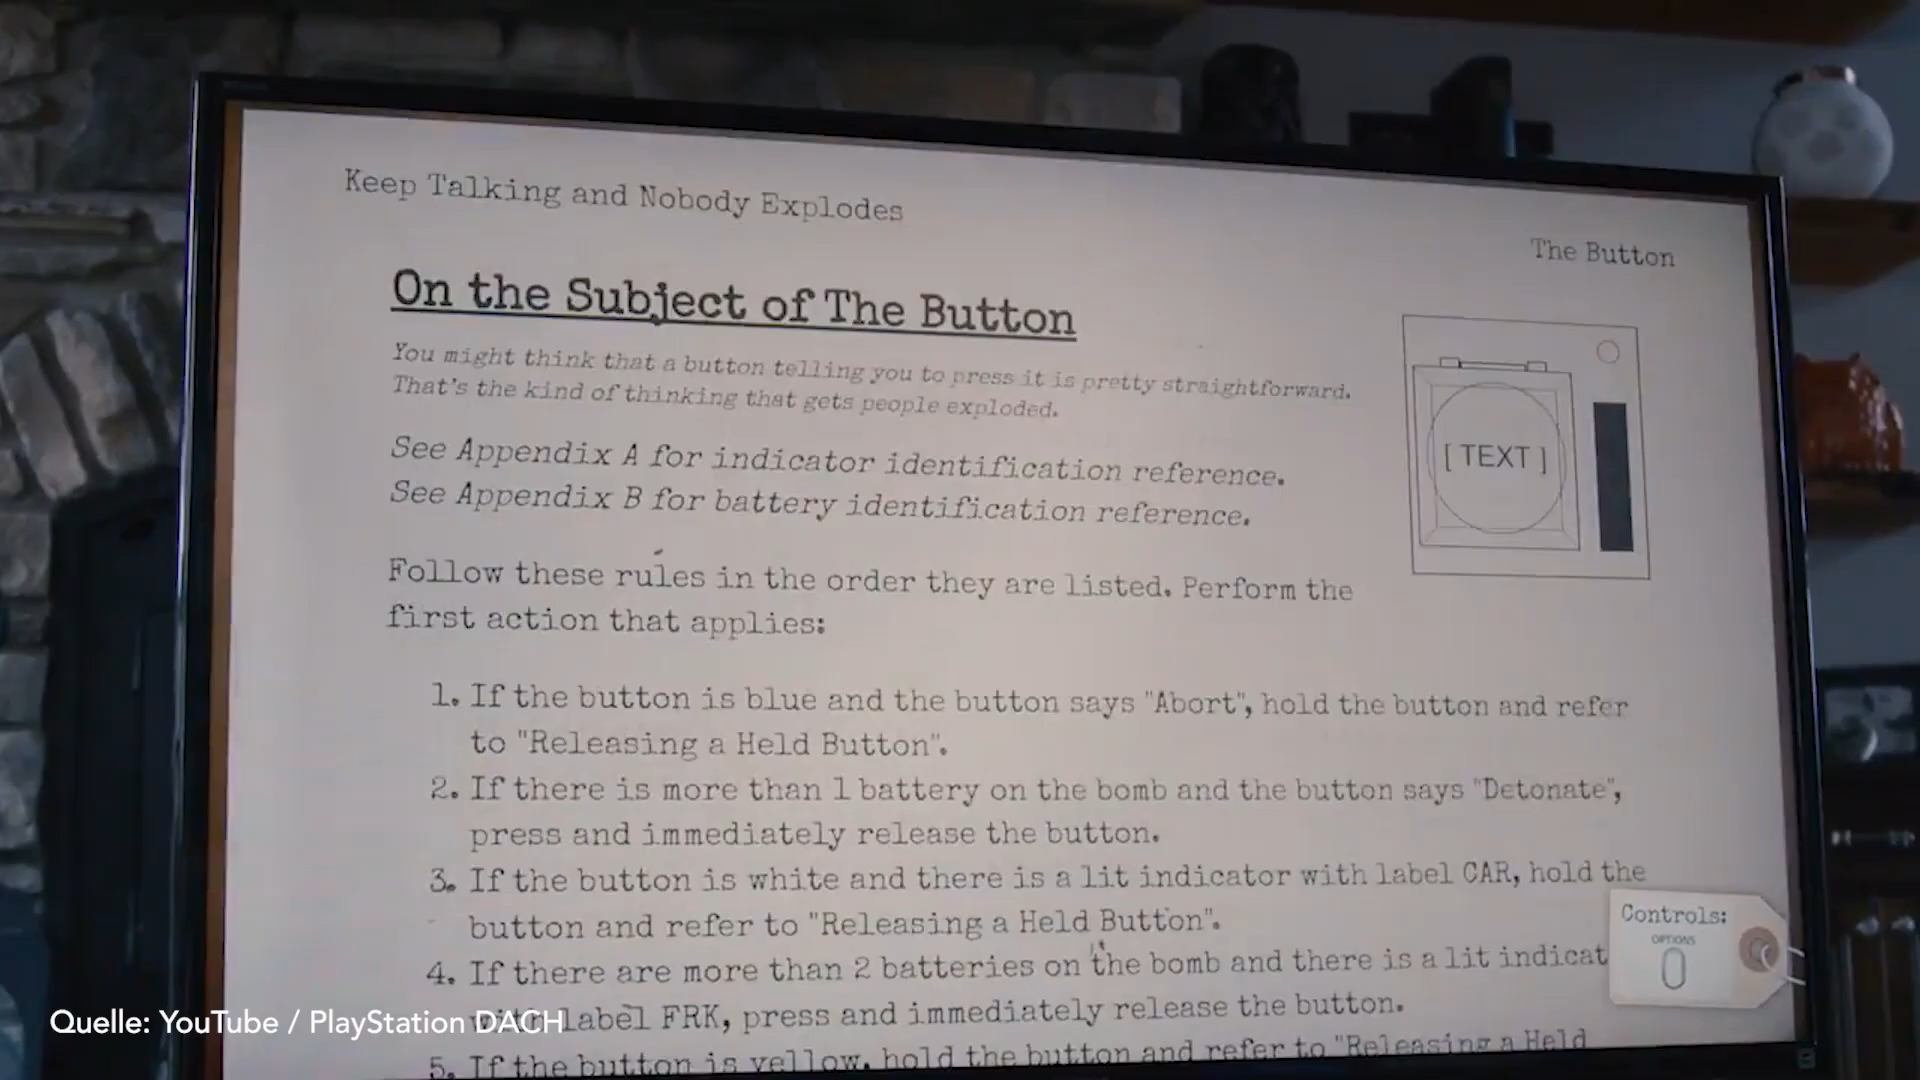 Keep Talking and Nobody Explodes
The Button
On the Subject of The Button
You might think that a button telling you to press it is pretty straightforward.
That's the kind of thinking that gets people exploded.
[ TEXT ]
See Appendix A for indicator identification reference.
See Appendix B for battery identification reference.
Follow these rules in the order they are listed. Perform the
first action that applies:
1. If the button is blue and the button says "Abort", hold the button and refer
to "Releasing a Held Button".
2. If there is more than 1 battery on the bomb and the button says "Detonate",
press and immediately release the button.
3. If the button is white and there is a lit indicator with label CAR, hold the
button and refer to "Releasing a Held Button".
4. If there are more than 2 batteries on the bomb and there is a lit indicat
with label FRK, press and immediately release the button.
5. If the button is yellow, hold the button and refer to "Releasing a Held
Controls:
OPTIONS
Quelle: YouTube / PlayStation DACH